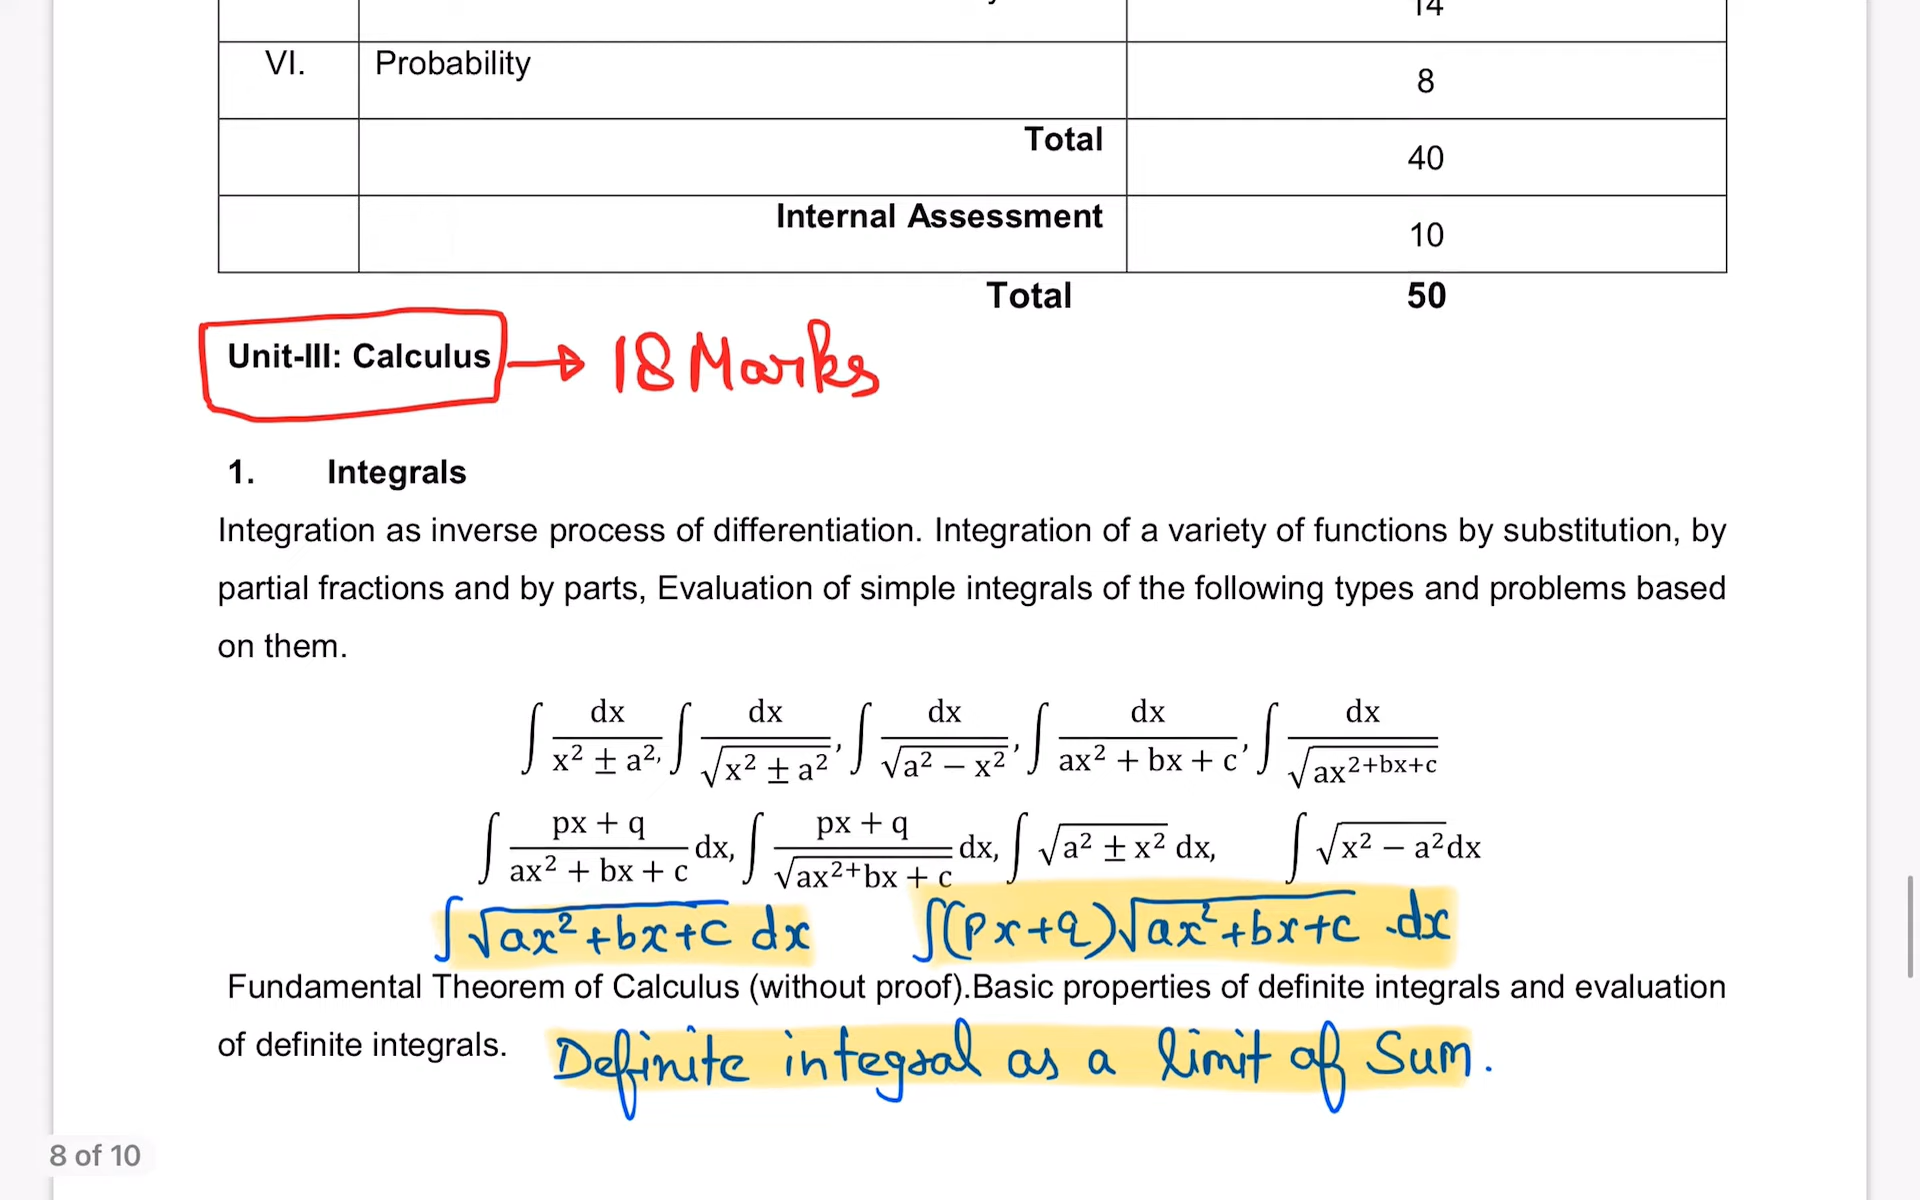 14
VI. Probability 8
Total 40
Internal Assessment 10
Total 50
Unit-III: Calculus → 18 Marks
1. Integrals
Integration as inverse process of differentiation. Integration of a variety of functions by substitution, by
partial fractions and by parts, Evaluation of simple integrals of the following types and problems based
on them.
∫ dx/(x² ± a²), ∫ dx/√(x² ± a²), ∫ dx/√(a² − x²), ∫ dx/(ax² + bx + c), ∫ dx/√(ax²+bx+c)
∫ (px + q)/(ax² + bx + c) dx, ∫ (px + q)/√(ax²+bx + c) dx, ∫ √(a² ± x²) dx, ∫ √(x² − a²)dx
∫√(ax²+bx+c) dx ∫(px+q)√(ax²+bx+c) .dx
Fundamental Theorem of Calculus (without proof).Basic properties of definite integrals and evaluation
of definite integrals. Definite integral as a limit of Sum.
8 of 10